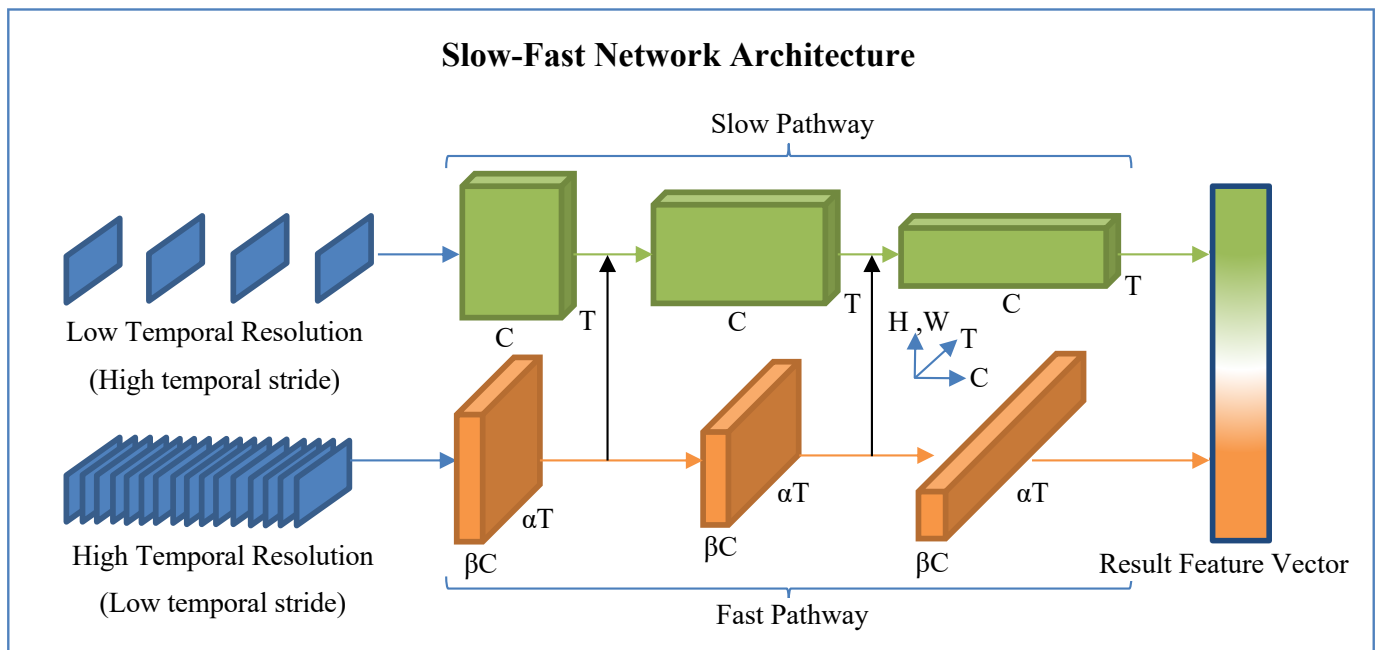 Slow-Fast Network Architecture
Slow Pathway
Low Temporal Resolution
(High temporal stride)
C
T
C
T
C
T
H ,W
T
C
High Temporal Resolution
(Low temporal stride)
βC
αT
βC
αT
βC
αT
Result Feature Vector
Fast Pathway